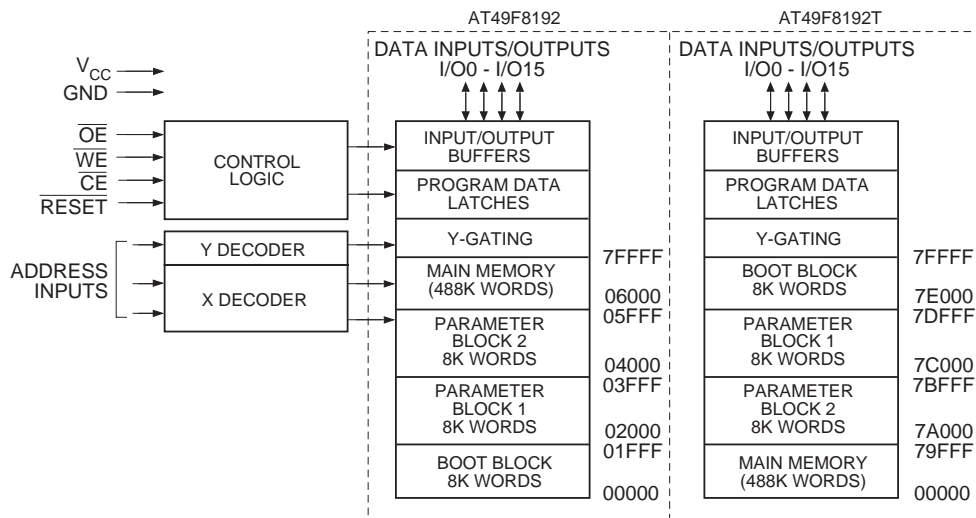 AT49F8192
AT49F8192T
DATA INPUTS/OUTPUTS
I/O0 - I/O15
DATA INPUTS/OUTPUTS
I/O0 - I/O15
VCC
GND
OE
WE
CE
RESET
CONTROL
LOGIC
ADDRESS
INPUTS
Y DECODER
X DECODER
INPUT/OUTPUT
BUFFERS
PROGRAM DATA
LATCHES
Y-GATING
7FFFF
MAIN MEMORY
(488K WORDS)
06000
05FFF
PARAMETER
BLOCK 2
8K WORDS
04000
03FFF
PARAMETER
BLOCK 1
8K WORDS
02000
01FFF
BOOT BLOCK
8K WORDS
00000
INPUT/OUTPUT
BUFFERS
PROGRAM DATA
LATCHES
Y-GATING
7FFFF
BOOT BLOCK
8K WORDS
7E000
7DFFF
PARAMETER
BLOCK 1
8K WORDS
7C000
7BFFF
PARAMETER
BLOCK 2
8K WORDS
7A000
79FFF
MAIN MEMORY
(488K WORDS)
00000